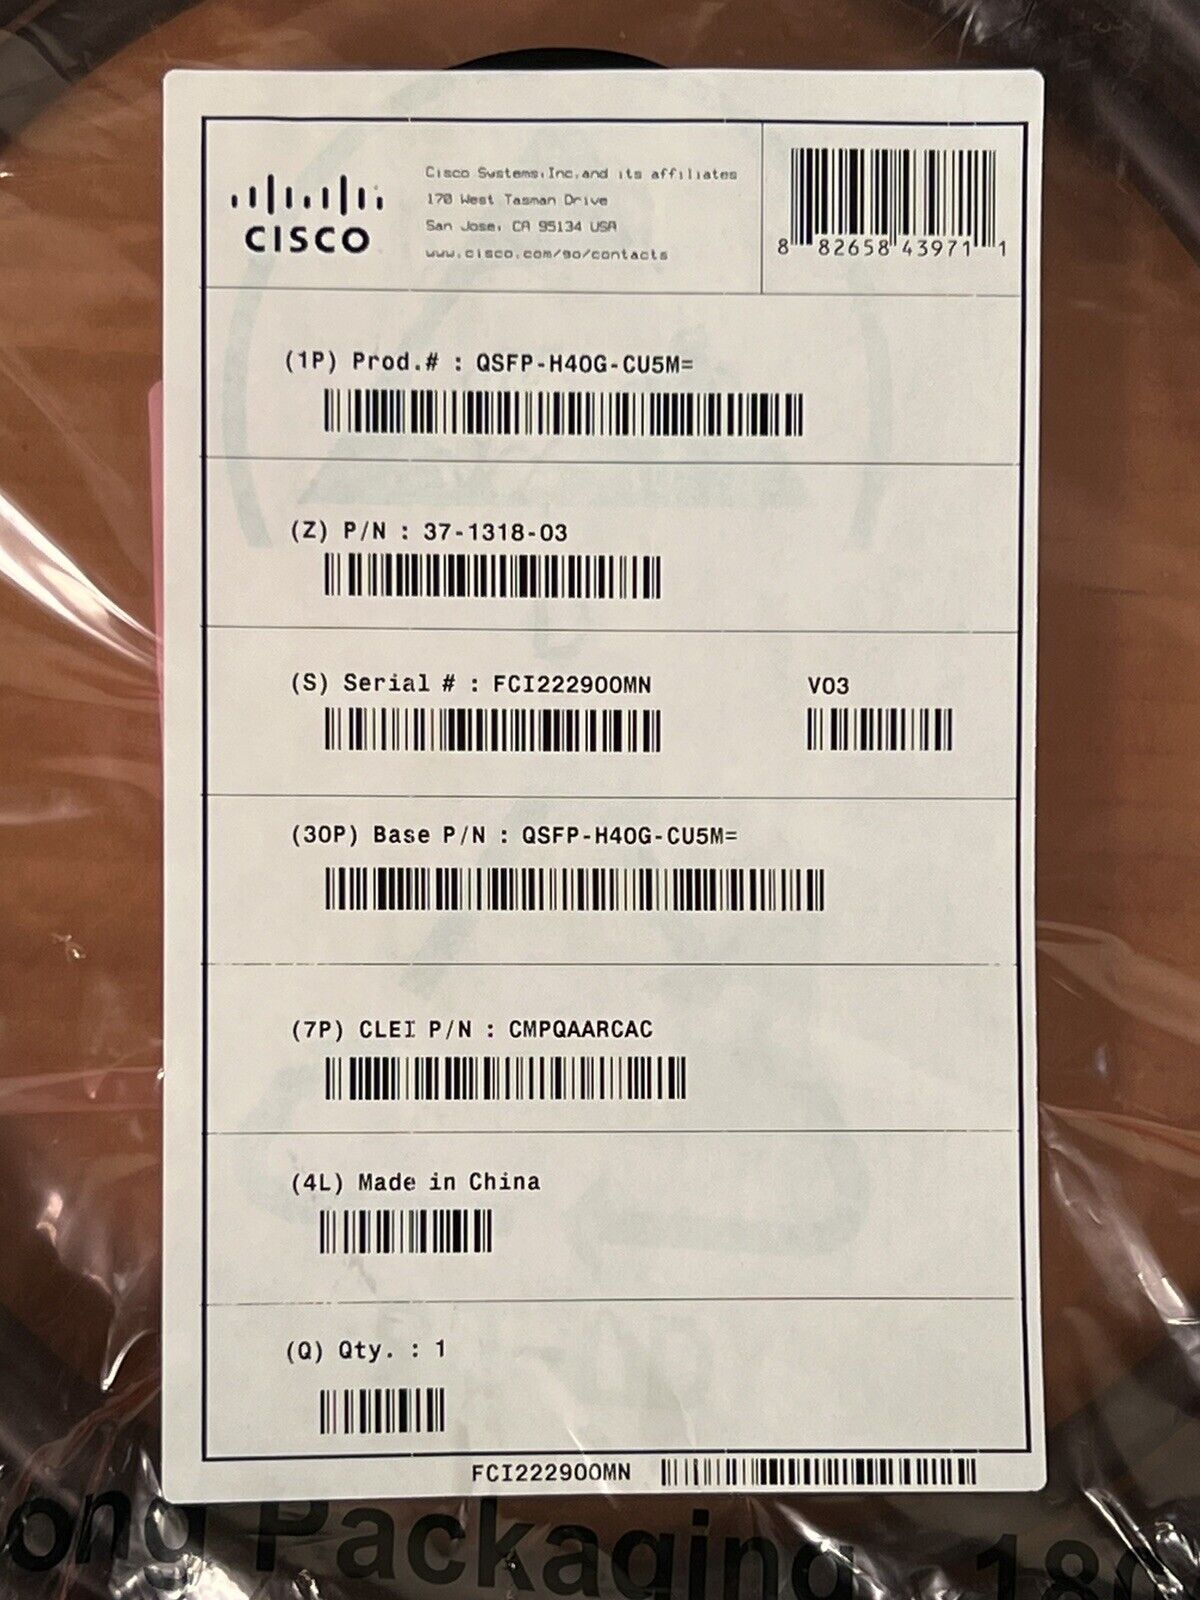 CISCO
Cisco Systems,Inc.and its affiliates
170 West Tasman Drive
San Jose, CA 95134 USA
www.cisco.com/go/contacts
8 82658 43971 1
(1P) Prod.# : QSFP-H40G-CU5M=
(Z) P/N : 37-1318-03
(S) Serial # : FCI222900MN V03
(30P) Base P/N : QSFP-H40G-CU5M=
(7P) CLEI P/N : CMPQAARCAC
(4L) Made in China
(Q) Qty. : 1
FCI222900MN
Packaging